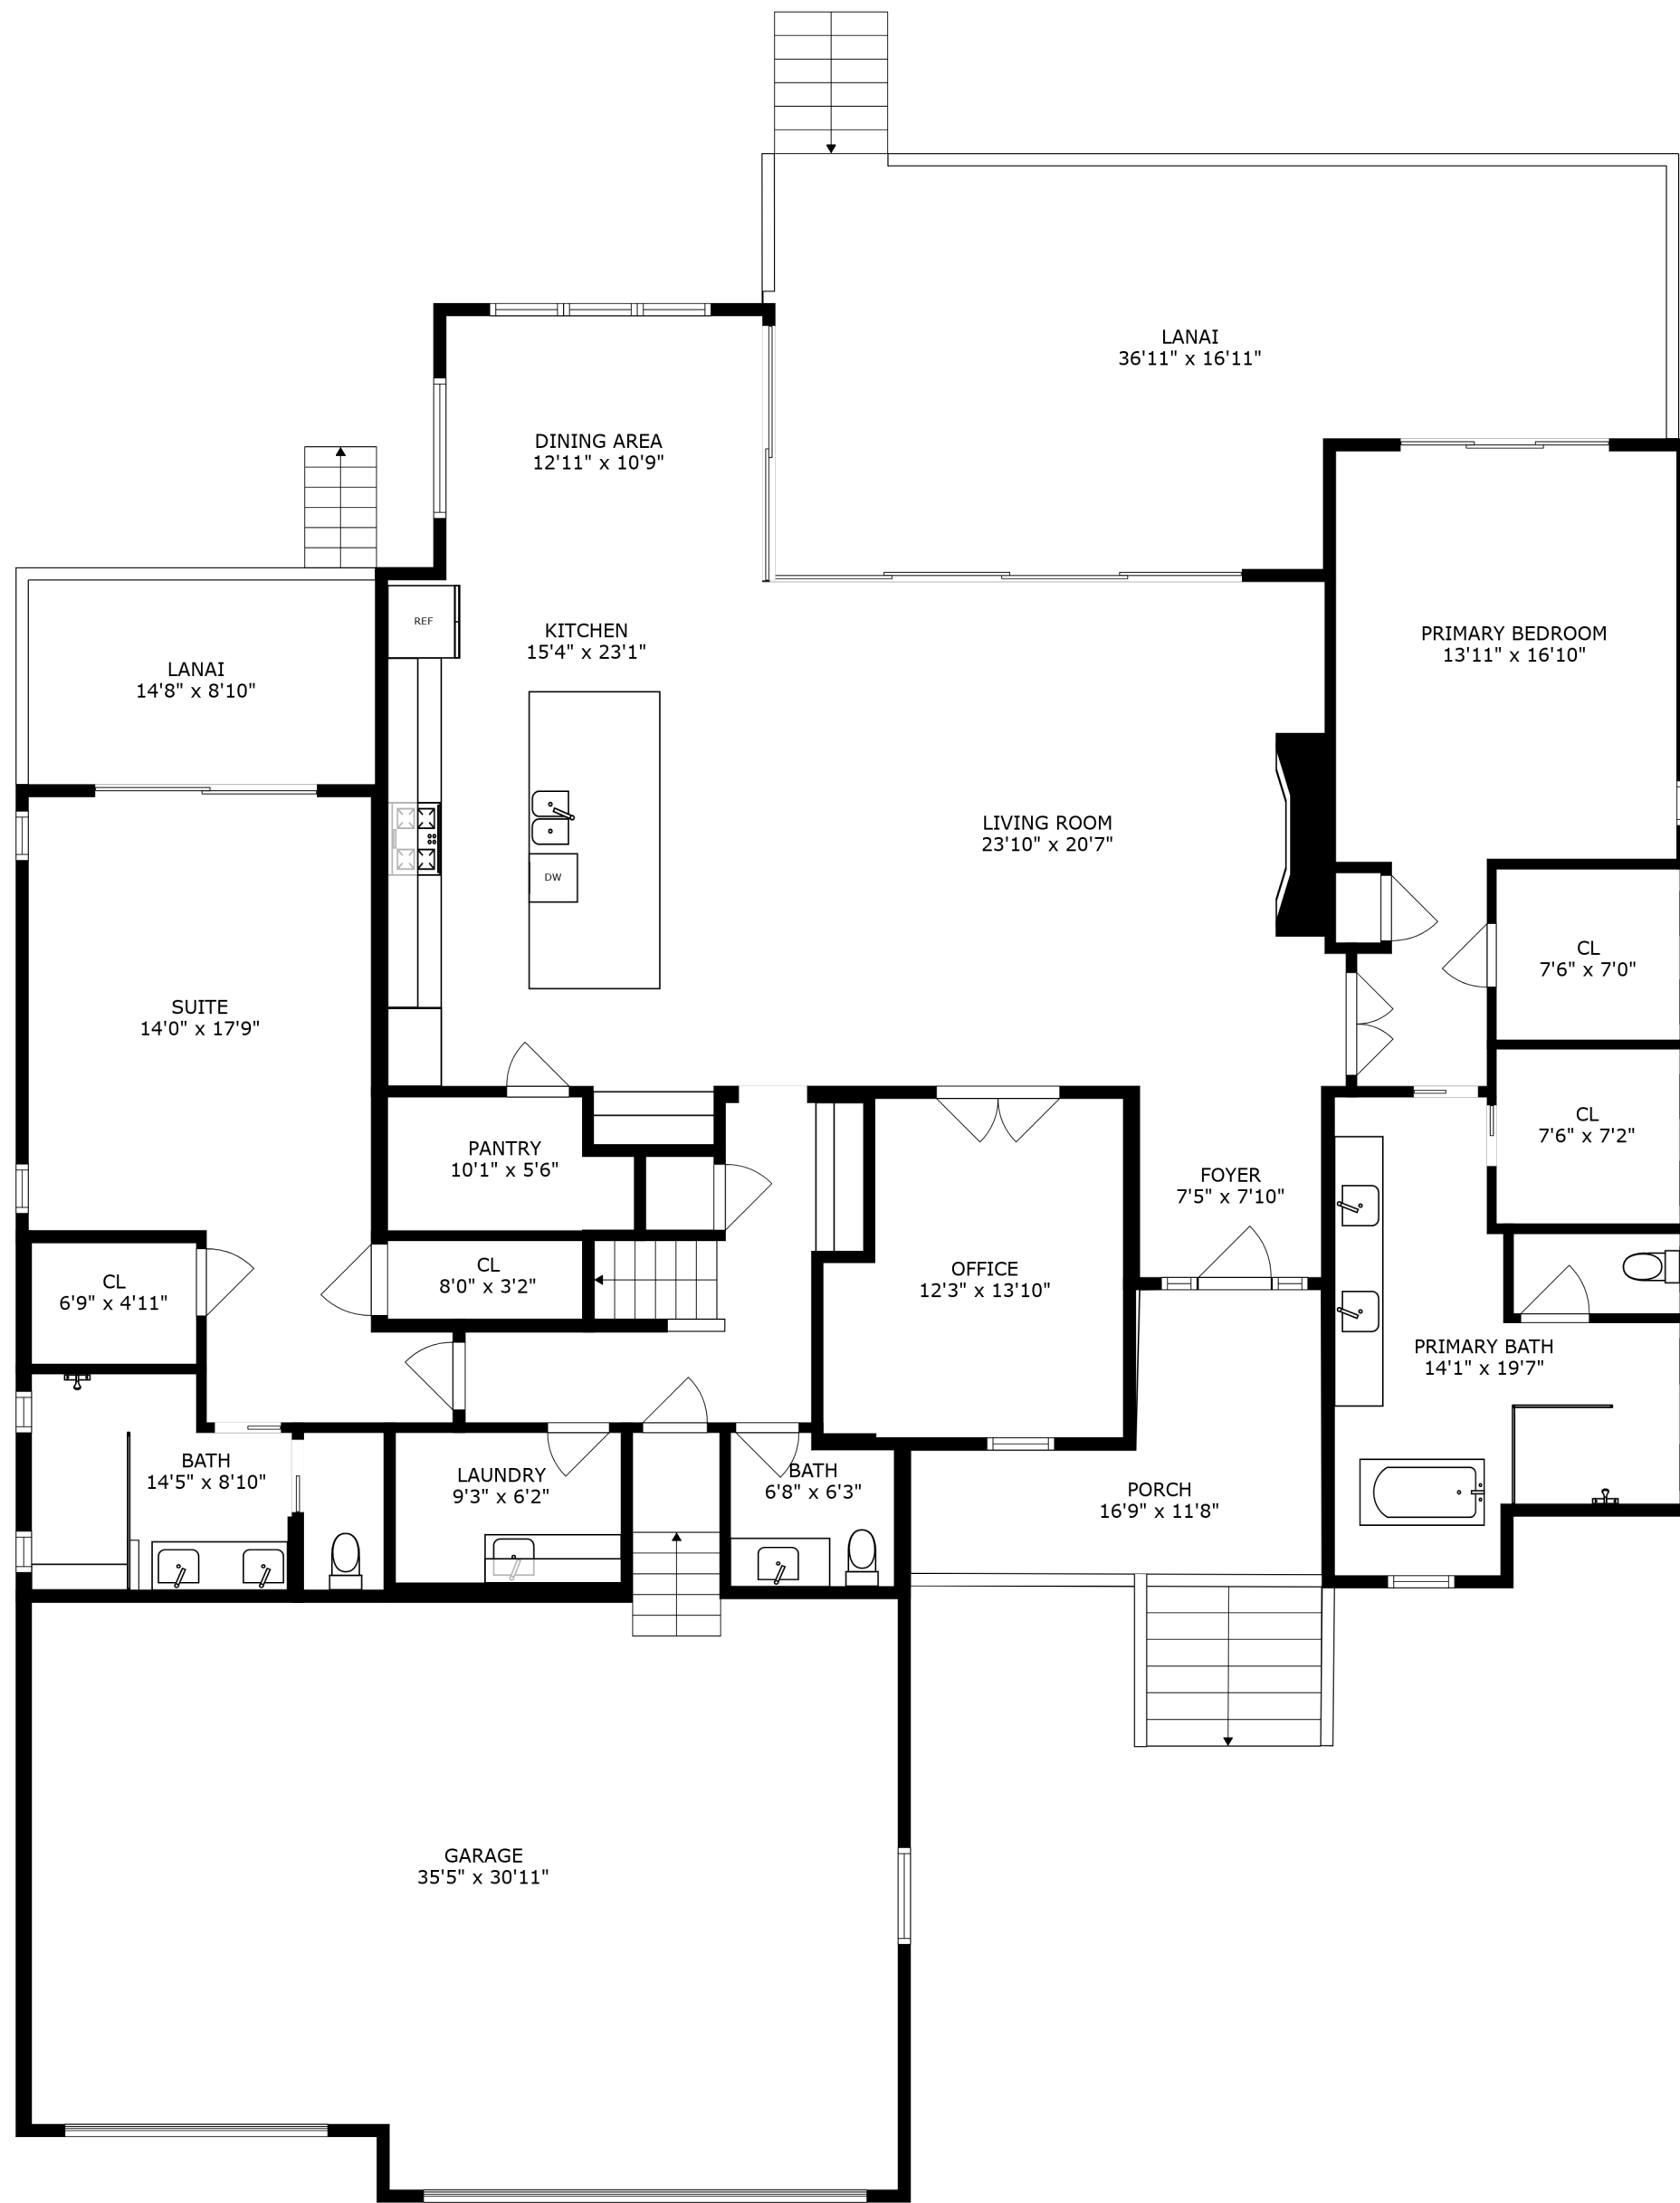 LANAI
36'11" x 16'11"
DINING AREA
12'11" x 10'9"
REF
KITCHEN
15'4" x 23'1"
PRIMARY BEDROOM
13'11" x 16'10"
LANAI
14'8" x 8'10"
LIVING ROOM
23'10" x 20'7"
DW
CL
7'6" x 7'0"
SUITE
14'0" x 17'9"
CL
7'6" x 7'2"
PANTRY
10'1" x 5'6"
FOYER
7'5" x 7'10"
CL
8'0" x 3'2"
OFFICE
12'3" x 13'10"
CL
6'9" x 4'11"
PRIMARY BATH
14'1" x 19'7"
BATH
14'5" x 8'10"
LAUNDRY
9'3" x 6'2"
BATH
6'8" x 6'3"
PORCH
16'9" x 11'8"
GARAGE
35'5" x 30'11"